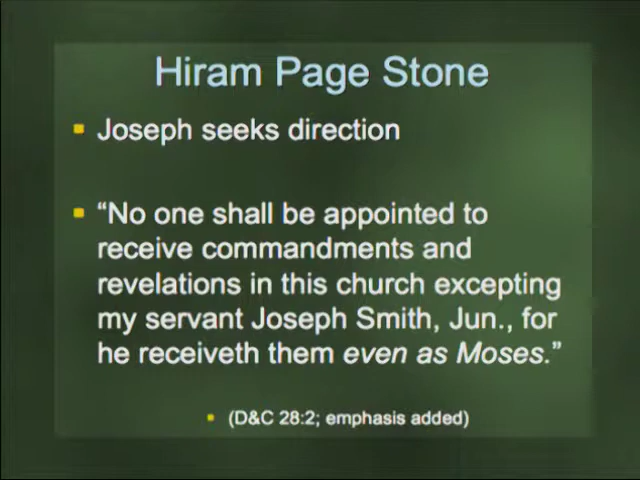 Hiram Page Stone
Joseph seeks direction
“No one shall be appointed to
receive commandments and
revelations in this church excepting
my servant Joseph Smith, Jun., for
he receiveth them even as Moses.”
(D&C 28:2; emphasis added)